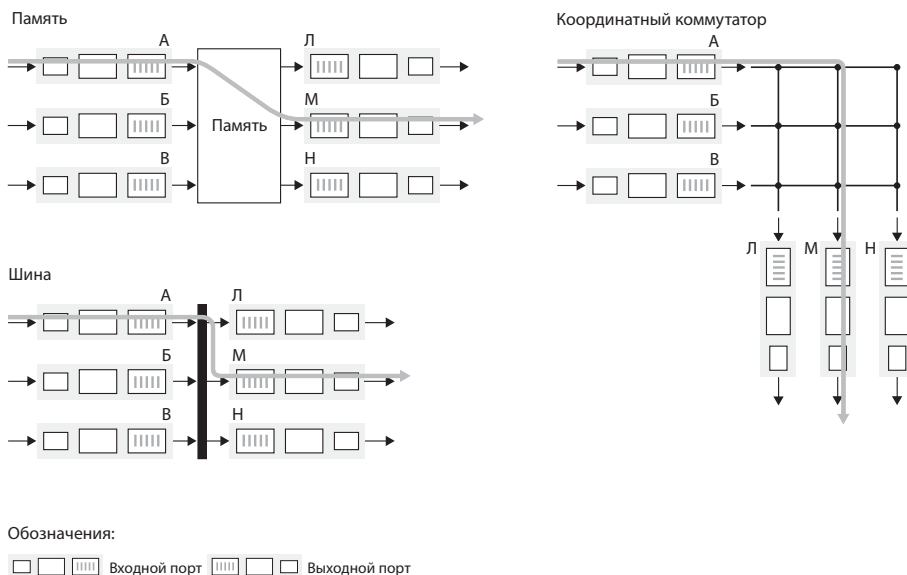 Память
А
Л
Б
М
Память
В
Н
Координатный коммутатор
А
Б
В
Л
М
Н
Шина
А
Л
Б
М
В
Н
Обозначения:
Входной порт
Выходной порт